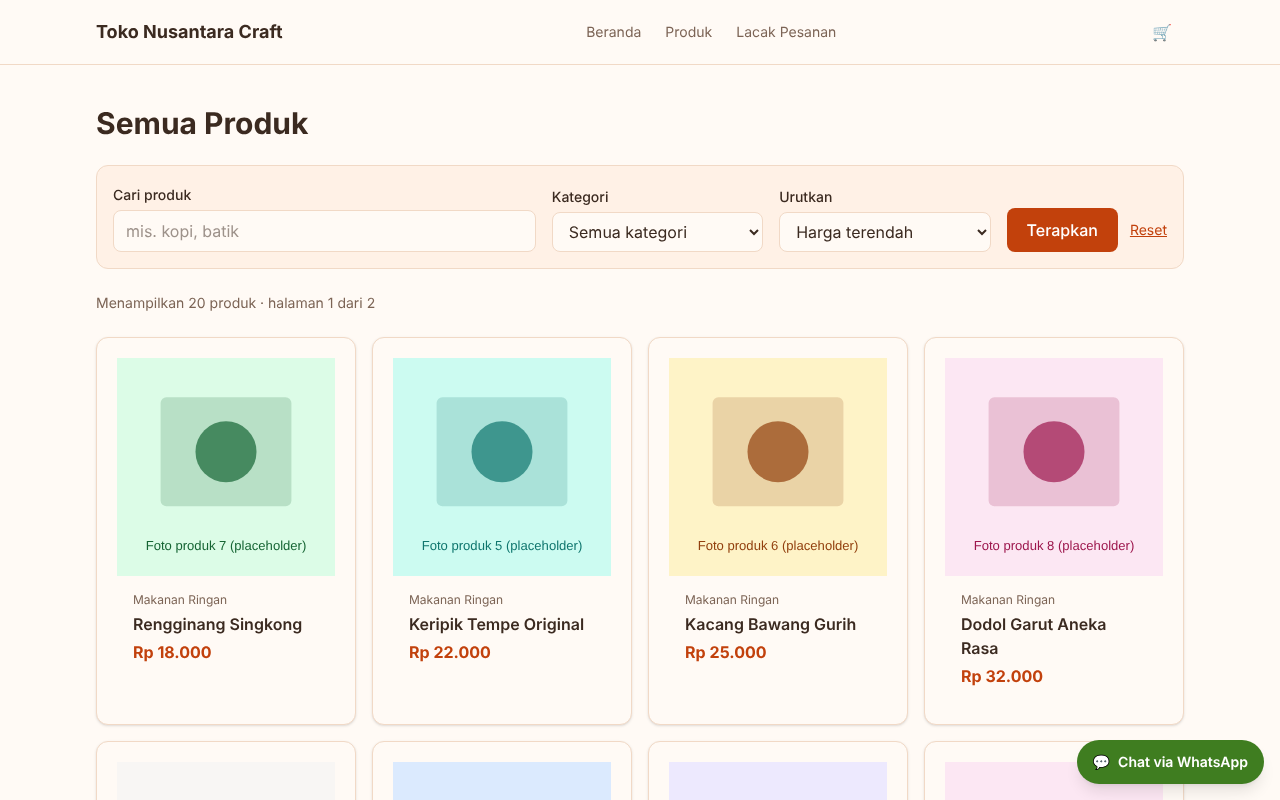 Toko Nusantara Craft
Beranda
Produk
Lacak Pesanan
Semua Produk
Cari produk
mis. kopi, batik
Kategori
Semua kategori
Urutkan
Harga terendah
Terapkan
Reset
Menampilkan 20 produk · halaman 1 dari 2
Foto produk 7 (placeholder)
Makanan Ringan
Rengginang Singkong
Rp 18.000
Foto produk 5 (placeholder)
Makanan Ringan
Keripik Tempe Original
Rp 22.000
Foto produk 6 (placeholder)
Makanan Ringan
Kacang Bawang Gurih
Rp 25.000
Foto produk 8 (placeholder)
Makanan Ringan
Dodol Garut Aneka
Rasa
Rp 32.000
Chat via WhatsApp